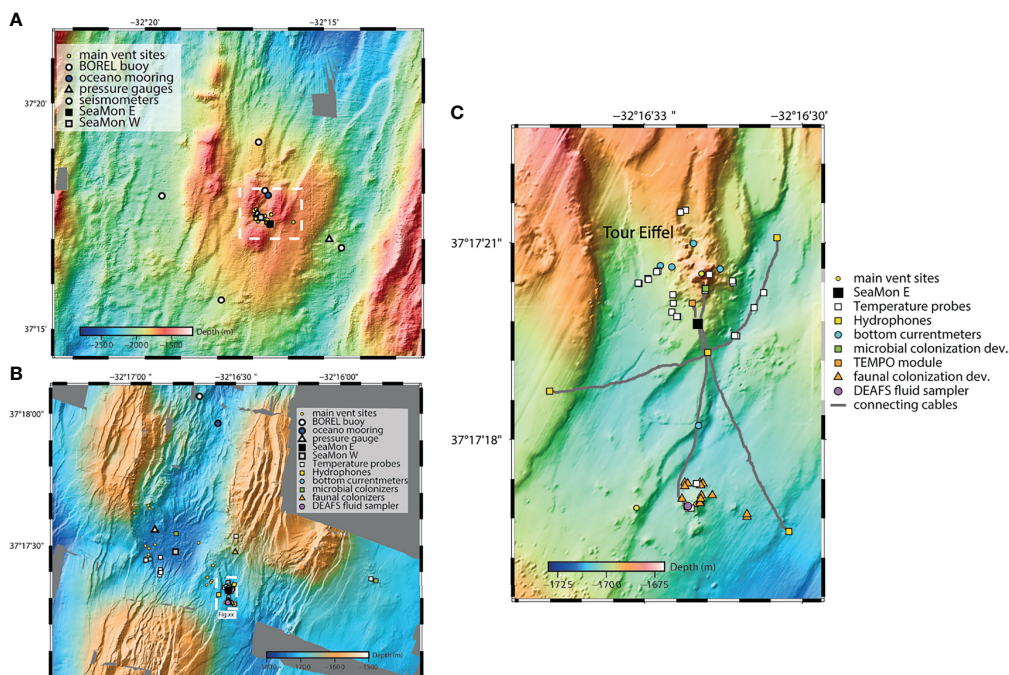 A
−32°20'
−32°15'
main vent sites
BOREL buoy
oceano mooring
pressure gauges
seismometers
SeaMon E
SeaMon W
37°20'
37°15'
Depth (m)
−2500
−2000
−1500
B
−32°17'00"
−32°16'30"
−32°16'00"
37°18'00"
37°17'30"
main vent sites
BOREL buoy
oceano mooring
pressure gauge
SeaMon E
SeaMon W
Temperature probes
Hydrophones
bottom currentmeters
microbial colonizers
faunal colonizers
DEAFS fluid sampler
Fig.xx
Depth (m)
−1700
−1600
−1500
C
−32°16'33 "
−32°16'30"
37°17'21"
37°17'18"
Tour Eiffel
Depth (m)
−1725
−1700
−1675
main vent sites
SeaMon E
Temperature probes
Hydrophones
bottom currentmeters
microbial colonization dev.
TEMPO module
faunal colonization dev.
DEAFS fluid sampler
connecting cables